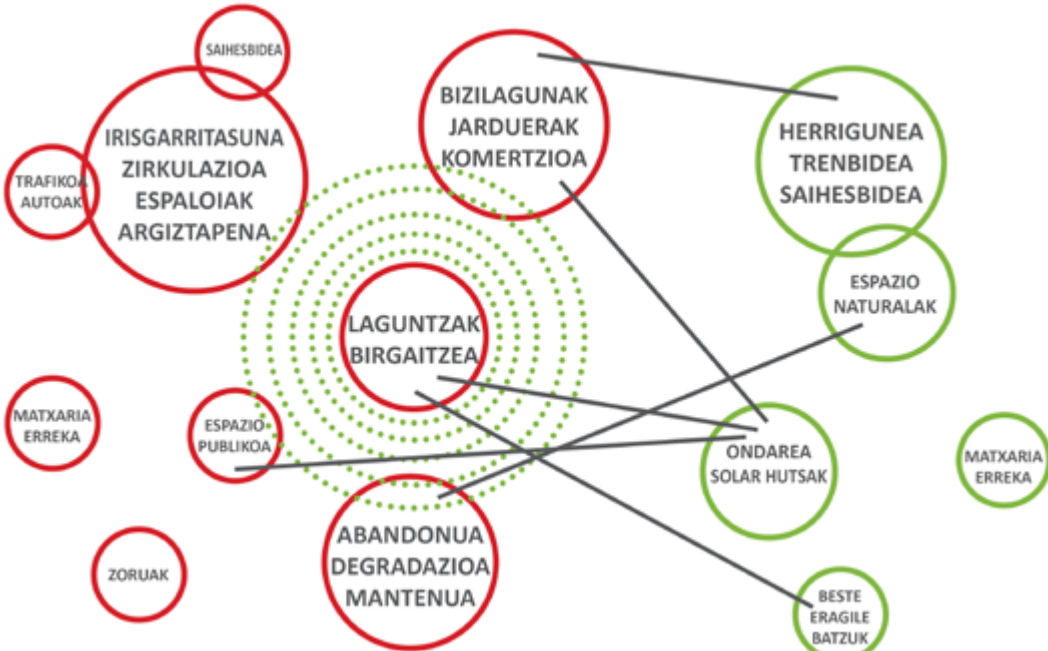 SAIHESBIDEA
IRISGARRITASUNA
ZIRKULAZIOA
ESPALOIAK
ARGIZTAPENA
TRAFIKOA
AUTOAK
BIZILAGUNAK
JARDUERAK
KOMERTZIOA
HERRIGUNEA
TRENBIDEA
SAIHESBIDEA
ESPAZIO
NATURALAK
LAGUNTZAK
BIRGAITZEA
MATXARIA
ERREKA
ESPAZIO
PUBLIKOA
ONDAREA
SOLAR HUTSAK
MATXARIA
ERREKA
ZORUAK
ABANDONUA
DEGRADAZIOA
MANTENUA
BESTE
ERAGILE
BATZUK